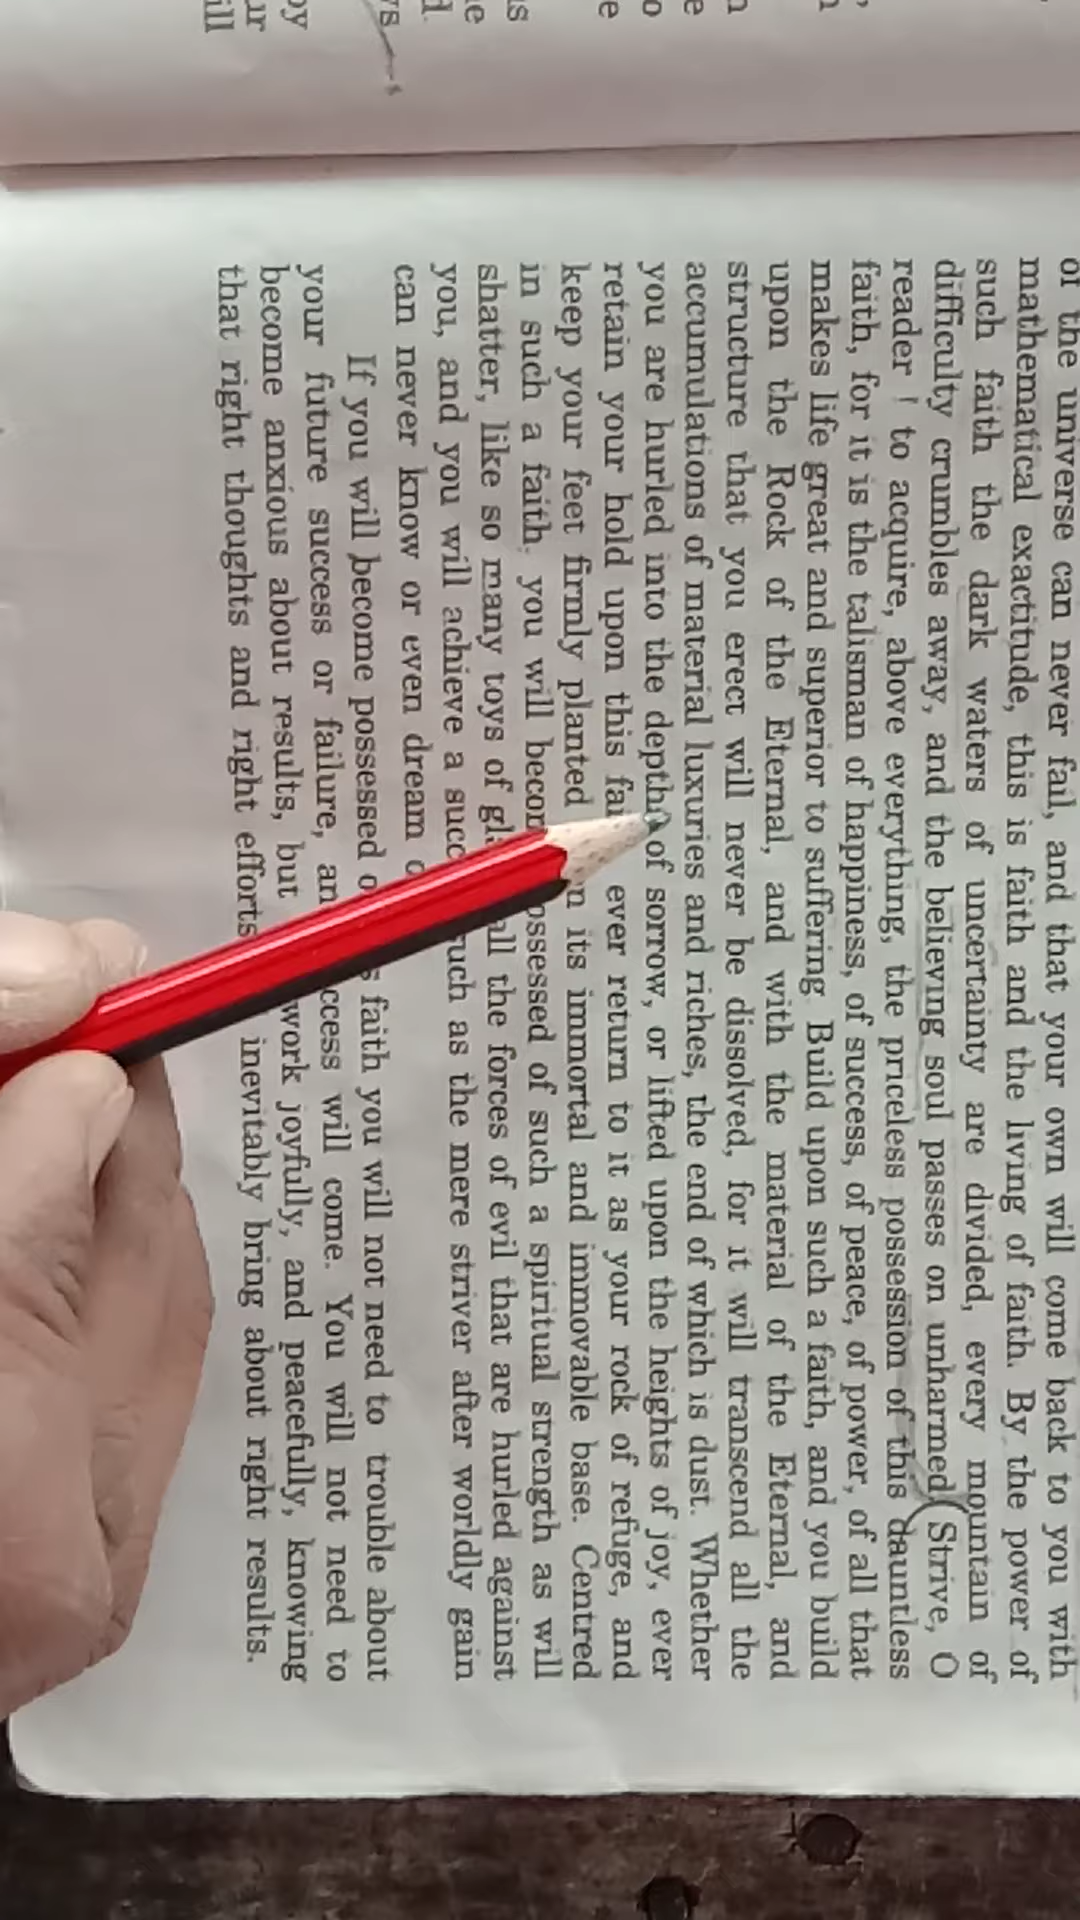 of the universe can never fail, and that your own will come back to you with
mathematical exactitude, this is faith and the living of faith. By the power of
such faith the dark waters of uncertainty are divided, every mountain of
difficulty crumbles away, and the believing soul passes on unharmed. Strive, O
reader ! to acquire, above everything, the priceless possession of this dauntless
faith, for it is the talisman of happiness, of success, of peace, of power, of all that
makes life great and superior to suffering. Build upon such a faith, and you build
upon the Rock of the Eternal, and with the material of the Eternal, and
structure that you erect will never be dissolved, for it will transcend all the
accumulations of material luxuries and riches, the end of which is dust. Whether
you are hurled into the depths of sorrow, or lifted upon the heights of joy, ever
retain your hold upon this ever return to it as your rock of refuge, and
keep your feet firmly planted its immortal and immovable base. Centred
in such a faith, you will possessed of such a spiritual strength as will
shatter, like so many toys of all the forces of evil that are hurled against
you, and you will achieve a such as the mere striver after worldly gain
can never know or even dream
If you will become possessed faith you will not need to trouble about
your future success or failure, will come. You will not need to
become anxious about results, but work joyfully, and peacefully, knowing
that right thoughts and right efforts inevitably bring about right results.